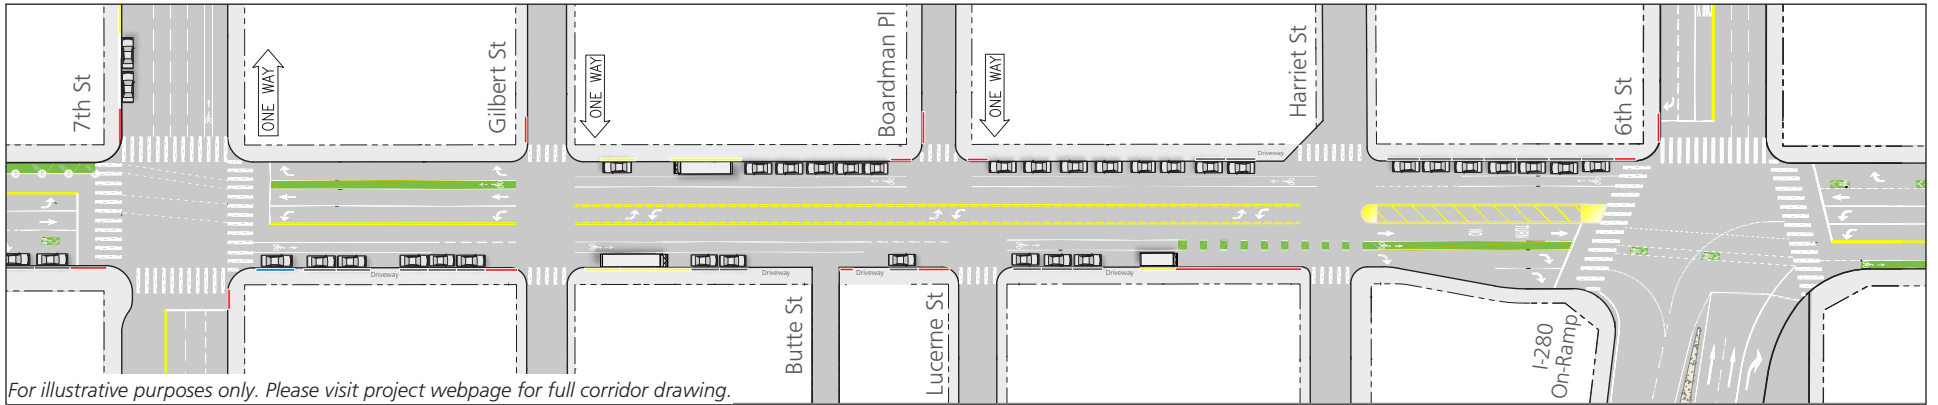 7th St
ONE WAY
Gilbert St
ONE WAY
Boardman Pl
ONE WAY
Harriet St
6th St
Driveway
NO
TURN
Driveway
Driveway
Driveway
Driveway
Butte St
Lucerne St
I-280
On-Ramp
For illustrative purposes only. Please visit project webpage for full corridor drawing.